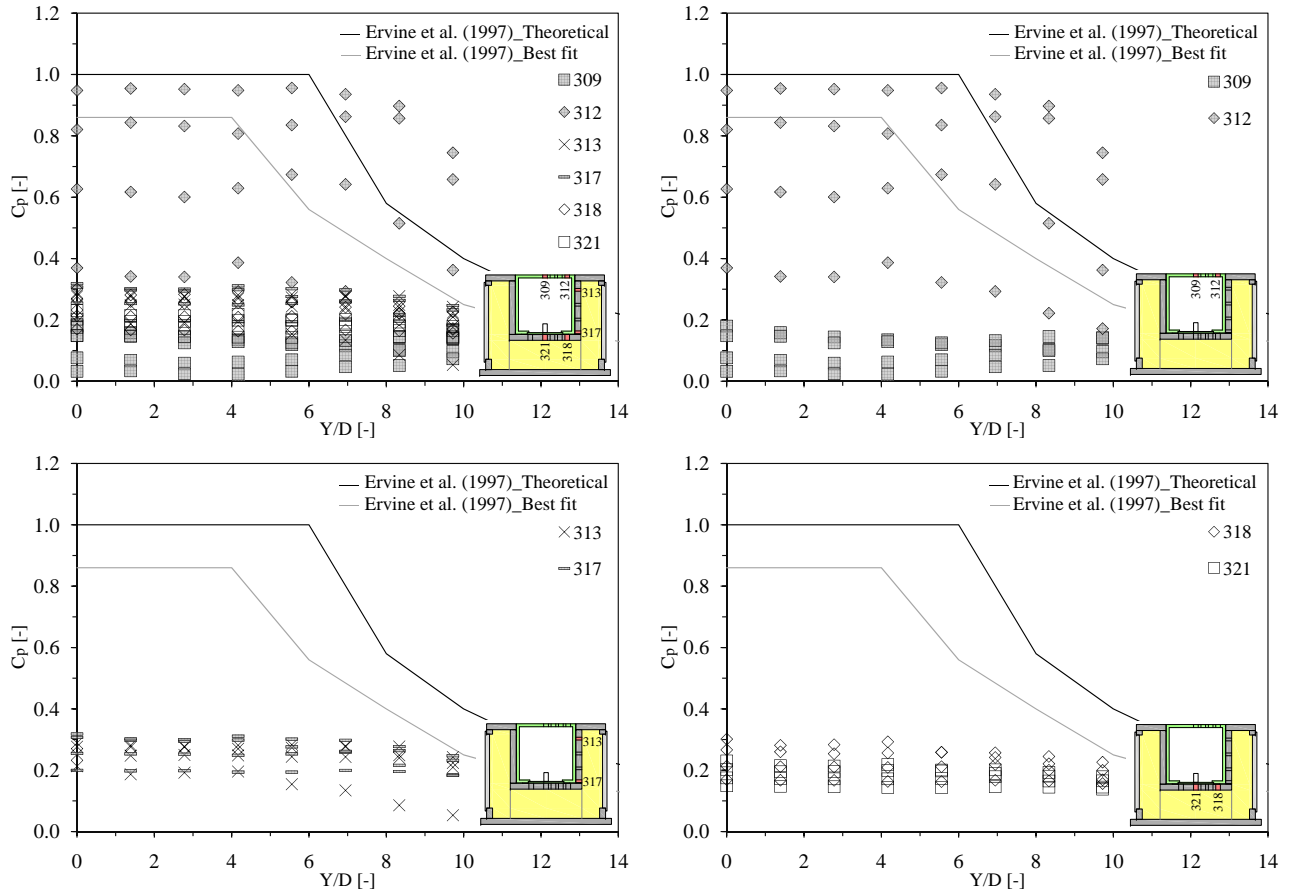 1.2
1.0
0.8
0.6
0.4
0.2
0.0
Cp [-]
0 2 4 6 8 10 12 14
Y/D [-]
Ervine et al. (1997)_Theoretical
Ervine et al. (1997)_Best fit
309
312
313
317
318
321
309 312
313
317
321 318
1.2
1.0
0.8
0.6
0.4
0.2
0.0
Cp [-]
0 2 4 6 8 10 12 14
Y/D [-]
Ervine et al. (1997)_Theoretical
Ervine et al. (1997)_Best fit
309
312
309 312
1.2
1.0
0.8
0.6
0.4
0.2
0.0
Cp [-]
0 2 4 6 8 10 12 14
Y/D [-]
Ervine et al. (1997)_Theoretical
Ervine et al. (1997)_Best fit
313
317
313
317
1.2
1.0
0.8
0.6
0.4
0.2
0.0
Cp [-]
0 2 4 6 8 10 12 14
Y/D [-]
Ervine et al. (1997)_Theoretical
Ervine et al. (1997)_Best fit
318
321
321 318